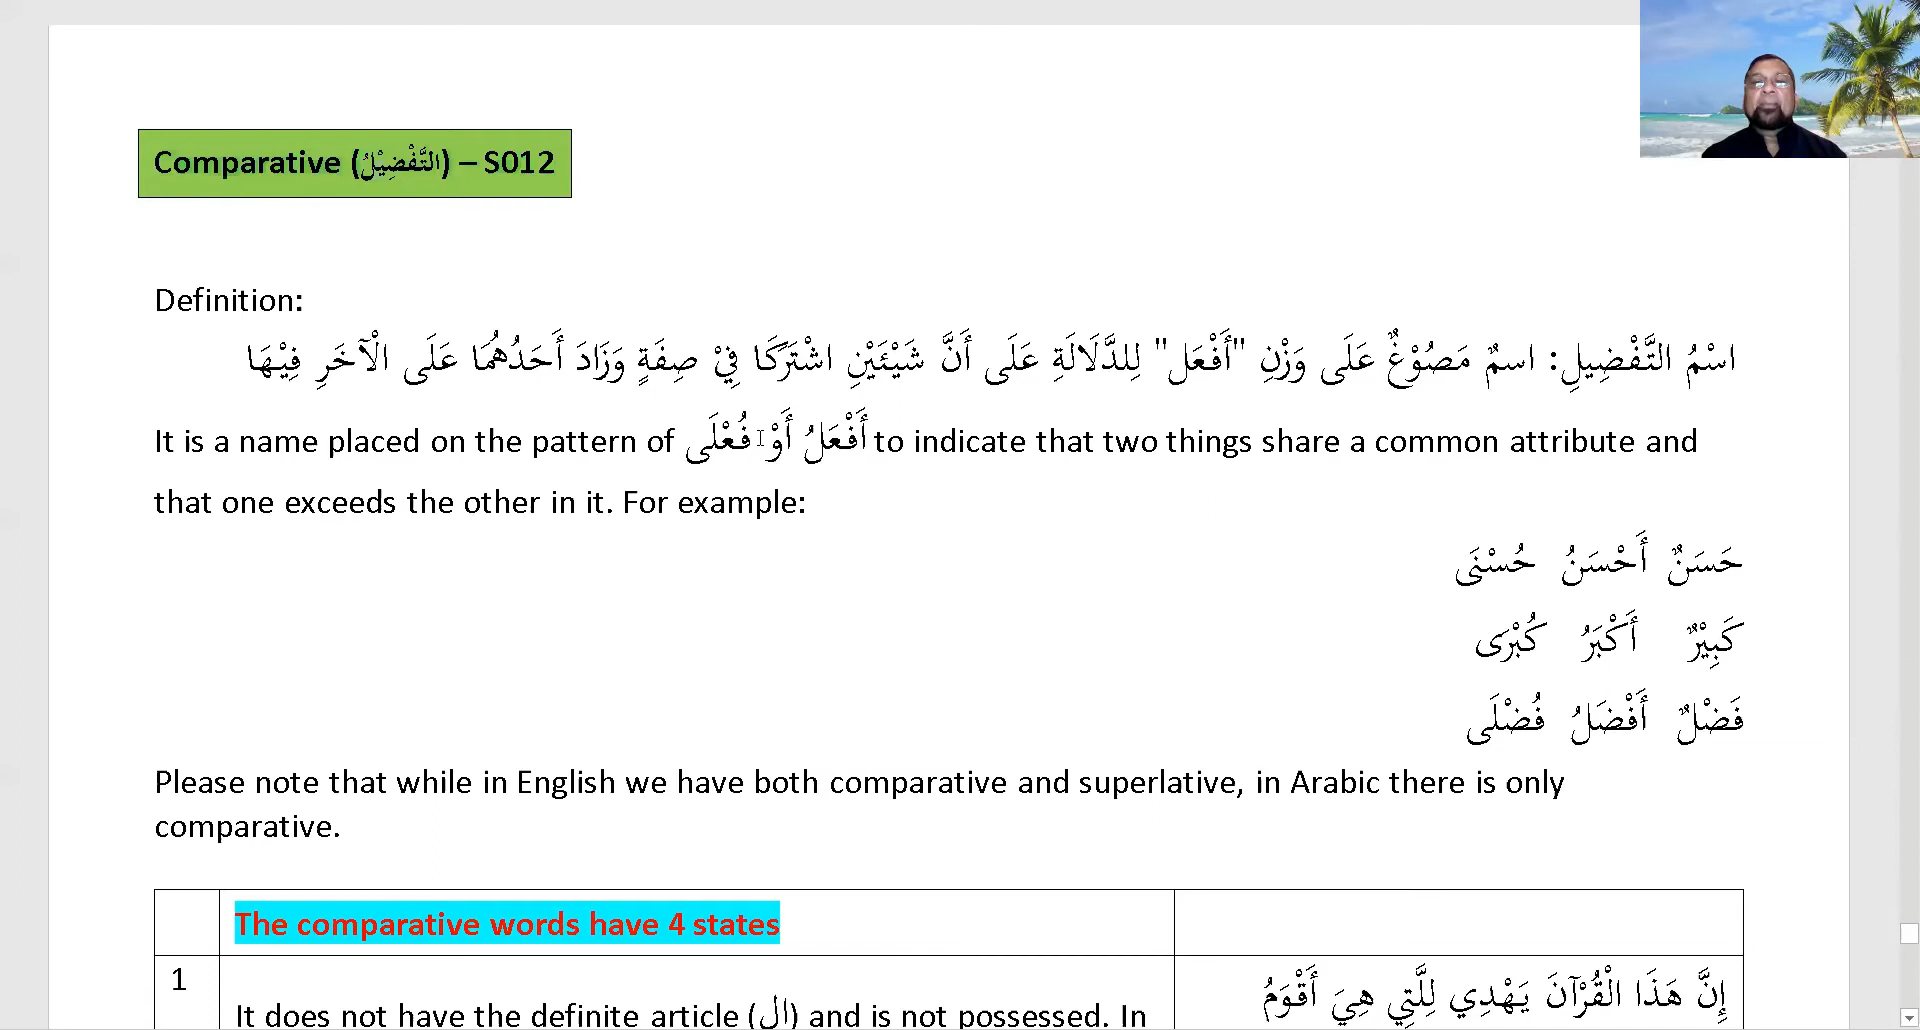 Comparative (التَّفْضِيْلُ) – S012
Definition:
اسْمُ التَّفْضِيلِ: اسمٌ مَصُوْغٌ عَلَى وَزْنِ "أَفْعَل" لِلدَّلَالَةِ عَلَى أَنَّ شَيْئَيْنِ اشْتَرَكَا فِيْ صِفَةٍ وَزَادَ أَحَدُهُمَا عَلَى الْآخَرِ فِيْهَا
It is a name placed on the pattern of أَفْعَلُ أَوْ فُعْلَى to indicate that two things share a common attribute and
that one exceeds the other in it. For example:
حَسَنٌ أَحْسَنُ حُسْنَى
كَبِيْرٌ أَكْبَرُ كُبْرَى
فَضْلٌ أَفْضَلُ فُضْلَى
Please note that while in English we have both comparative and superlative, in Arabic there is only
comparative.
The comparative words have 4 states
1
It does not have the definite article (ال) and is not possessed. In
إِنَّ هَذَا الْقُرْآنَ يَهْدِي لِلَّتِي هِيَ أَقْوَمُ